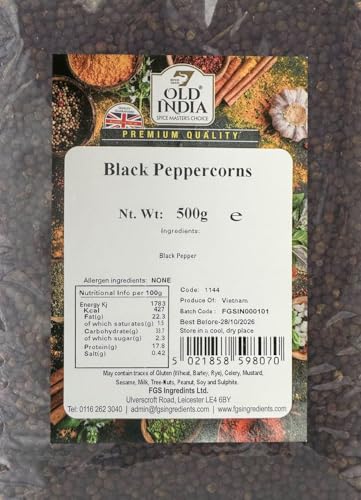 OLD
INDIA
SPICE MASTERS CHOICE
PREMIUM QUALITY
Black Peppercorns
Nt. Wt: 500g e
Ingredients:
Black Pepper
Allergen ingredients: NONE
Nutritional Info per 100g
Energy Kj 1783
Kcal 427
Fat(g) 22.3
of which saturates(g) 1.5
Carbohydrate(g) 33.7
of which sugar(g) 2.3
Protein(g) 17.8
Salt(g) 0.42
Code: 1144
Produce Of: Vietnam
Batch Code : FGSIN000101
Best Before-28/10/2026
Store in a cool, dry place
5 021858 598070
May contain traces of Gluten (Wheat, Barley, Rye), Celery, Mustard,
Sesame, Milk, Tree-Nuts, Peanut, Soy and Sulphite.
FGS Ingredints Ltd.
Ulverscroft Road, Leicester LE4 6BY
Tel: 0116 262 3040 | admin@fgsingredients.com | www.fgsingredients.com